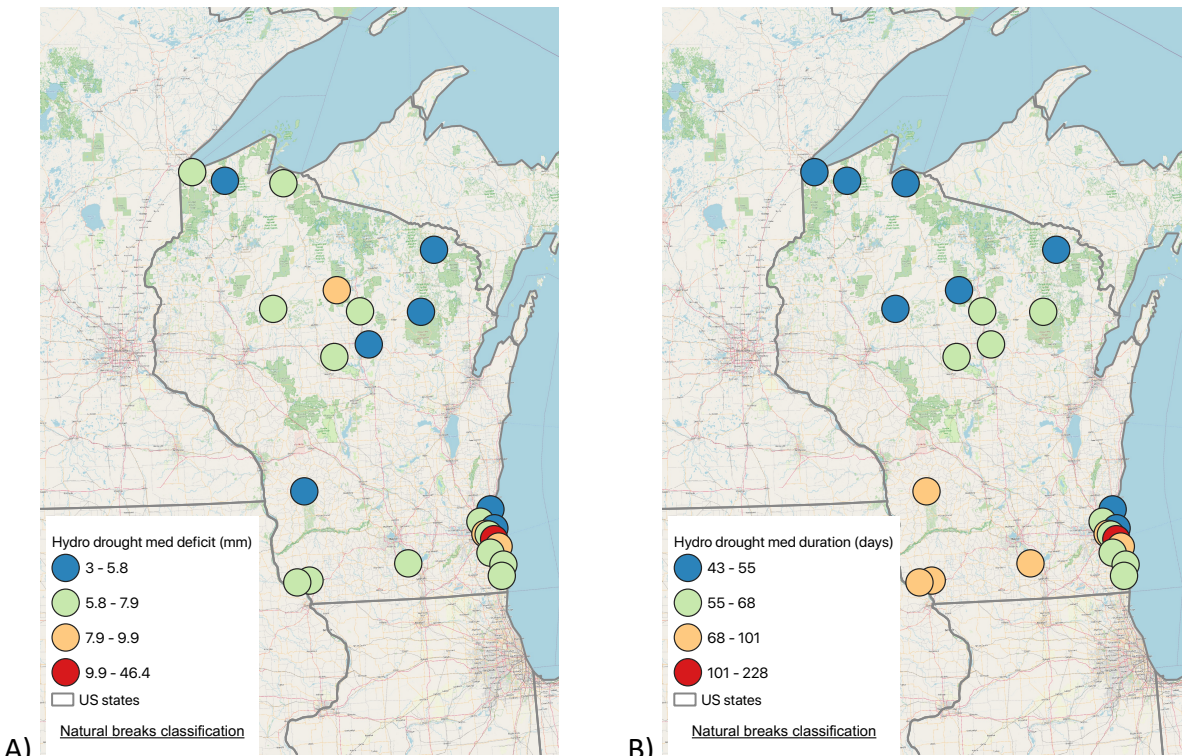 Hydro drought med deficit (mm)
3 - 5.8
5.8 - 7.9
7.9 - 9.9
9.9 - 46.4
US states
Natural breaks classification
A)
Hydro drought med duration (days)
43 - 55
55 - 68
68 - 101
101 - 228
US states
Natural breaks classification
B)